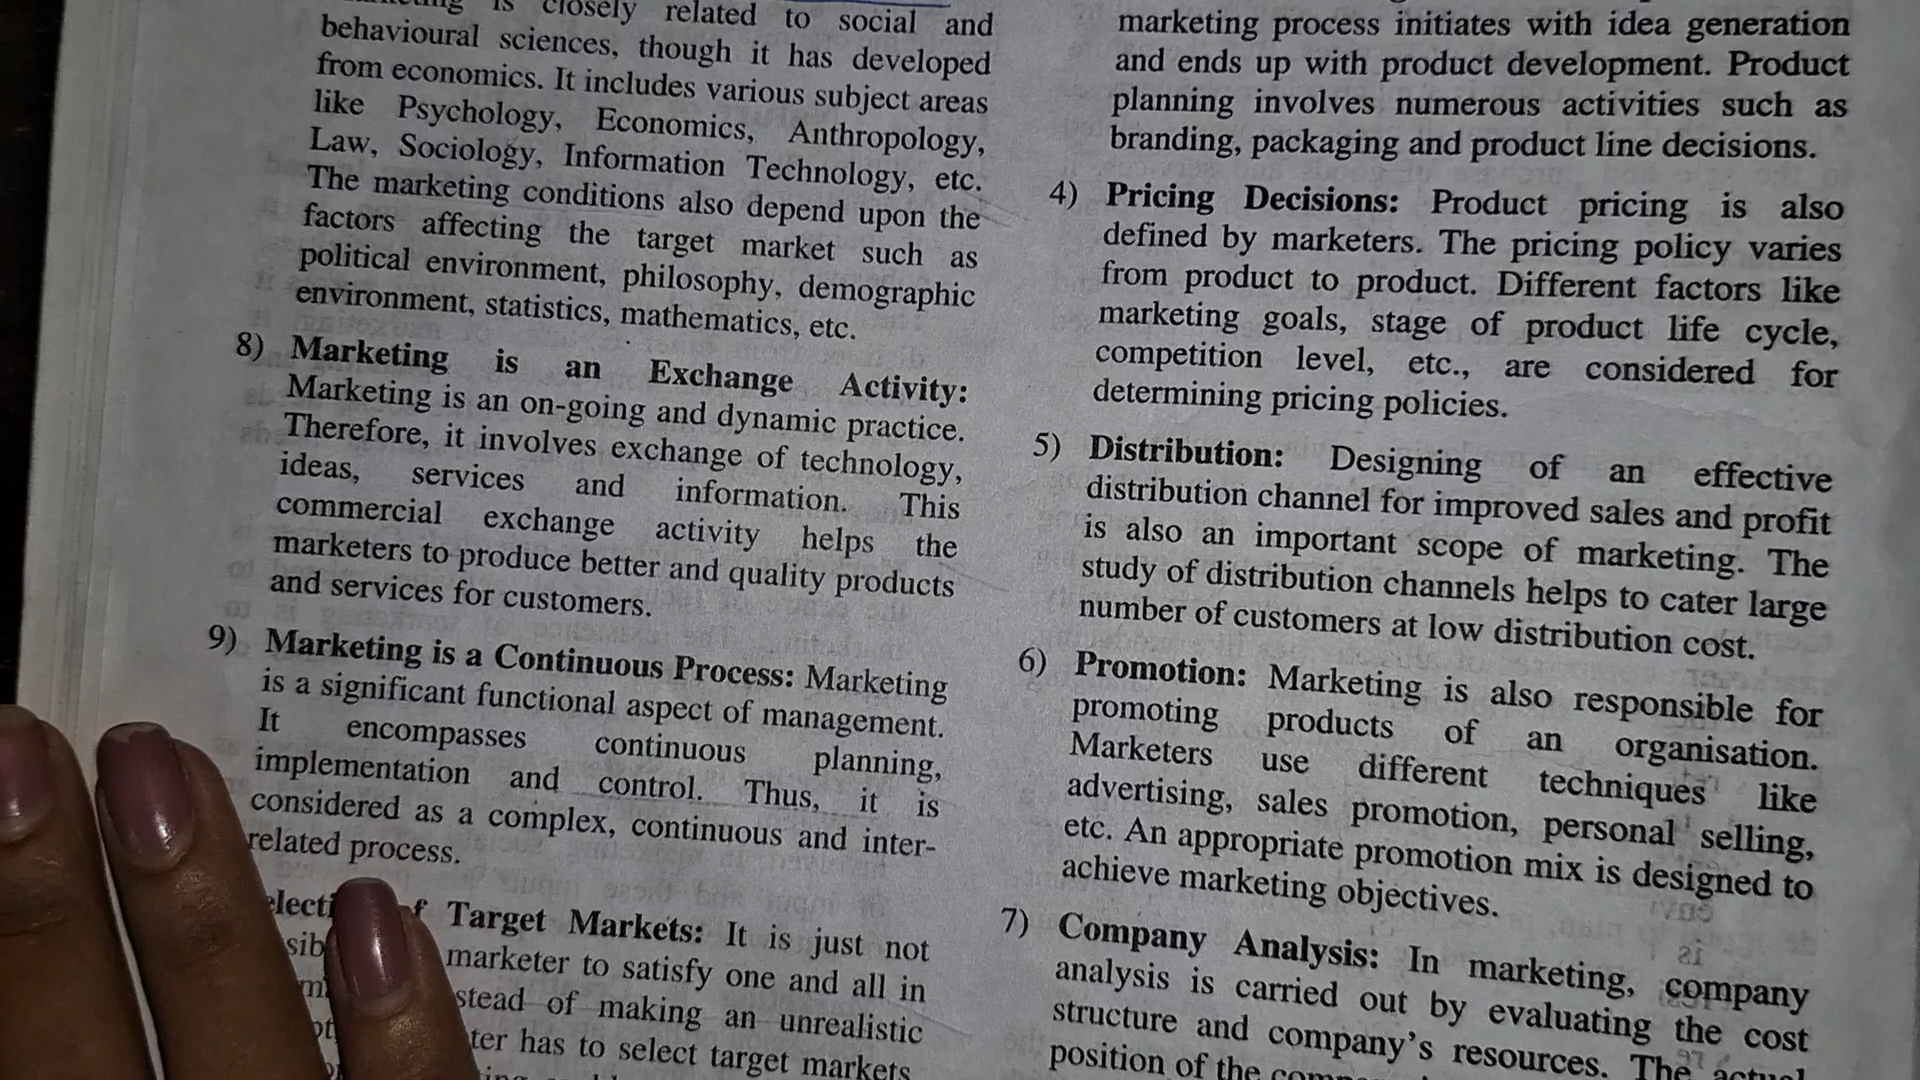 is closely related to social and
behavioural sciences, though it has developed
from economics. It includes various subject areas
like Psychology, Economics, Anthropology,
Law, Sociology, Information Technology, etc.
The marketing conditions also depend upon the
factors affecting the target market such as
political environment, philosophy, demographic
environment, statistics, mathematics, etc.
8) Marketing is an Exchange Activity:
Marketing is an on-going and dynamic practice.
Therefore, it involves exchange of technology,
ideas, services and information. This
commercial exchange activity helps the
marketers to produce better and quality products
and services for customers.
9) Marketing is a Continuous Process: Marketing
is a significant functional aspect of management.
It encompasses continuous planning,
implementation and control. Thus, it is
considered as a complex, continuous and inter-
related process.
Target Markets: It is just not
marketer to satisfy one and all in
stead of making an unrealistic
ter has to select target markets
marketing process initiates with idea generation
and ends up with product development. Product
planning involves numerous activities such as
branding, packaging and product line decisions.
4) Pricing Decisions: Product pricing is also
defined by marketers. The pricing policy varies
from product to product. Different factors like
marketing goals, stage of product life cycle,
competition level, etc., are considered for
determining pricing policies.
5) Distribution: Designing of an effective
distribution channel for improved sales and profit
is also an important scope of marketing. The
study of distribution channels helps to cater large
number of customers at low distribution cost.
6) Promotion: Marketing is also responsible for
promoting products of an organisation.
Marketers use different techniques like
advertising, sales promotion, personal selling,
etc. An appropriate promotion mix is designed to
achieve marketing objectives.
7) Company Analysis: In marketing, company
analysis is carried out by evaluating the cost
structure and company's resources. The actual
position of the